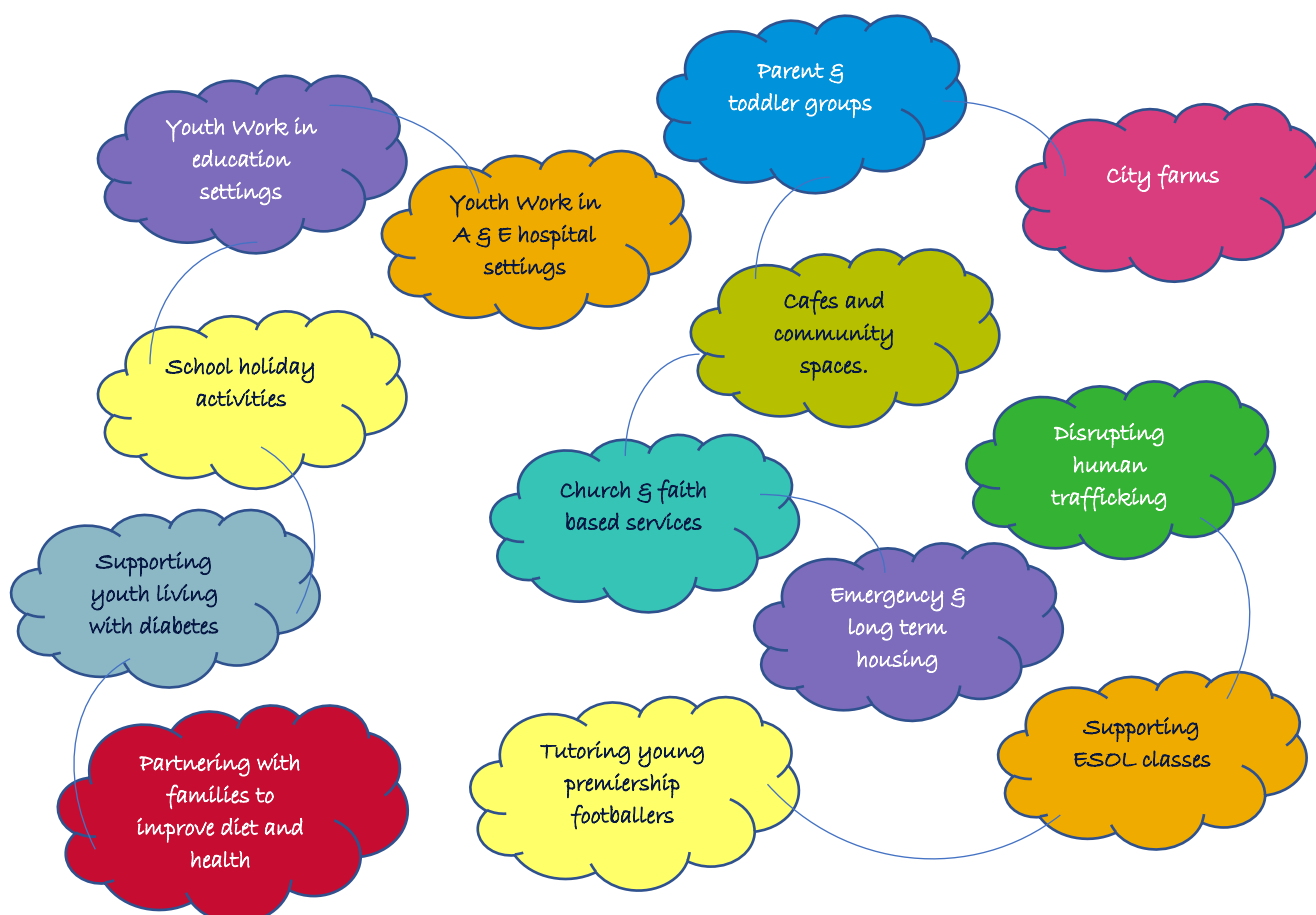 Parent &
toddler groups
Youth Work in
education
settings
City farms
Youth Work in
A & E hospital
settings
Cafes and
community
spaces.
School holiday
activities
Disrupting
human
trafficking
Church & faith
based services
Supporting
youth living
with diabetes
Emergency &
long term
housing
Supporting
ESOL classes
Tutoring young
premiership
footballers
Partnering with
families to
improve diet and
health